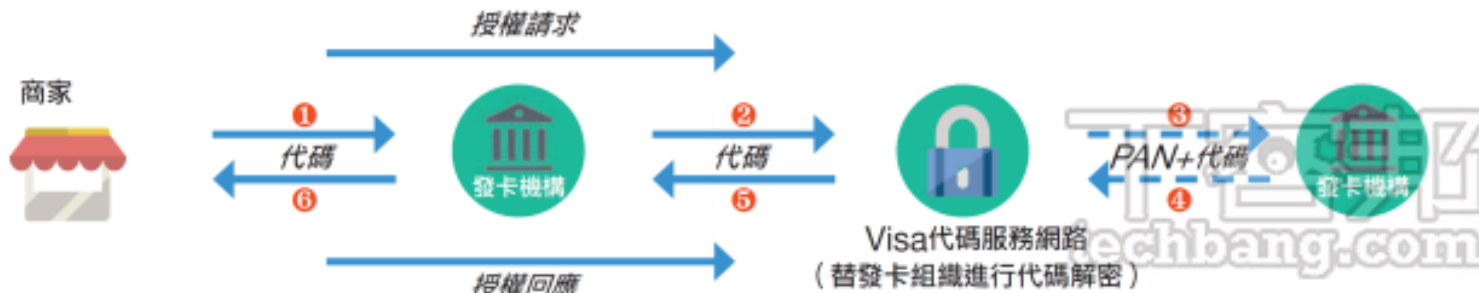 授權請求
商家
❶ ❷ ❸
代碼 代碼 PAN+代碼
發卡機構 發卡機構
❻ ❺ ❹
Visa代碼服務網路
（替發卡組織進行代碼解密）
授權回應
techbang.com